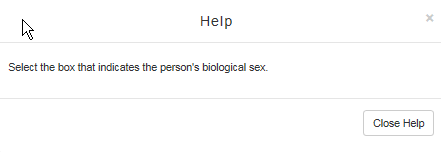 Help
×
Select the box that indicates the person's biological sex.
Close Help